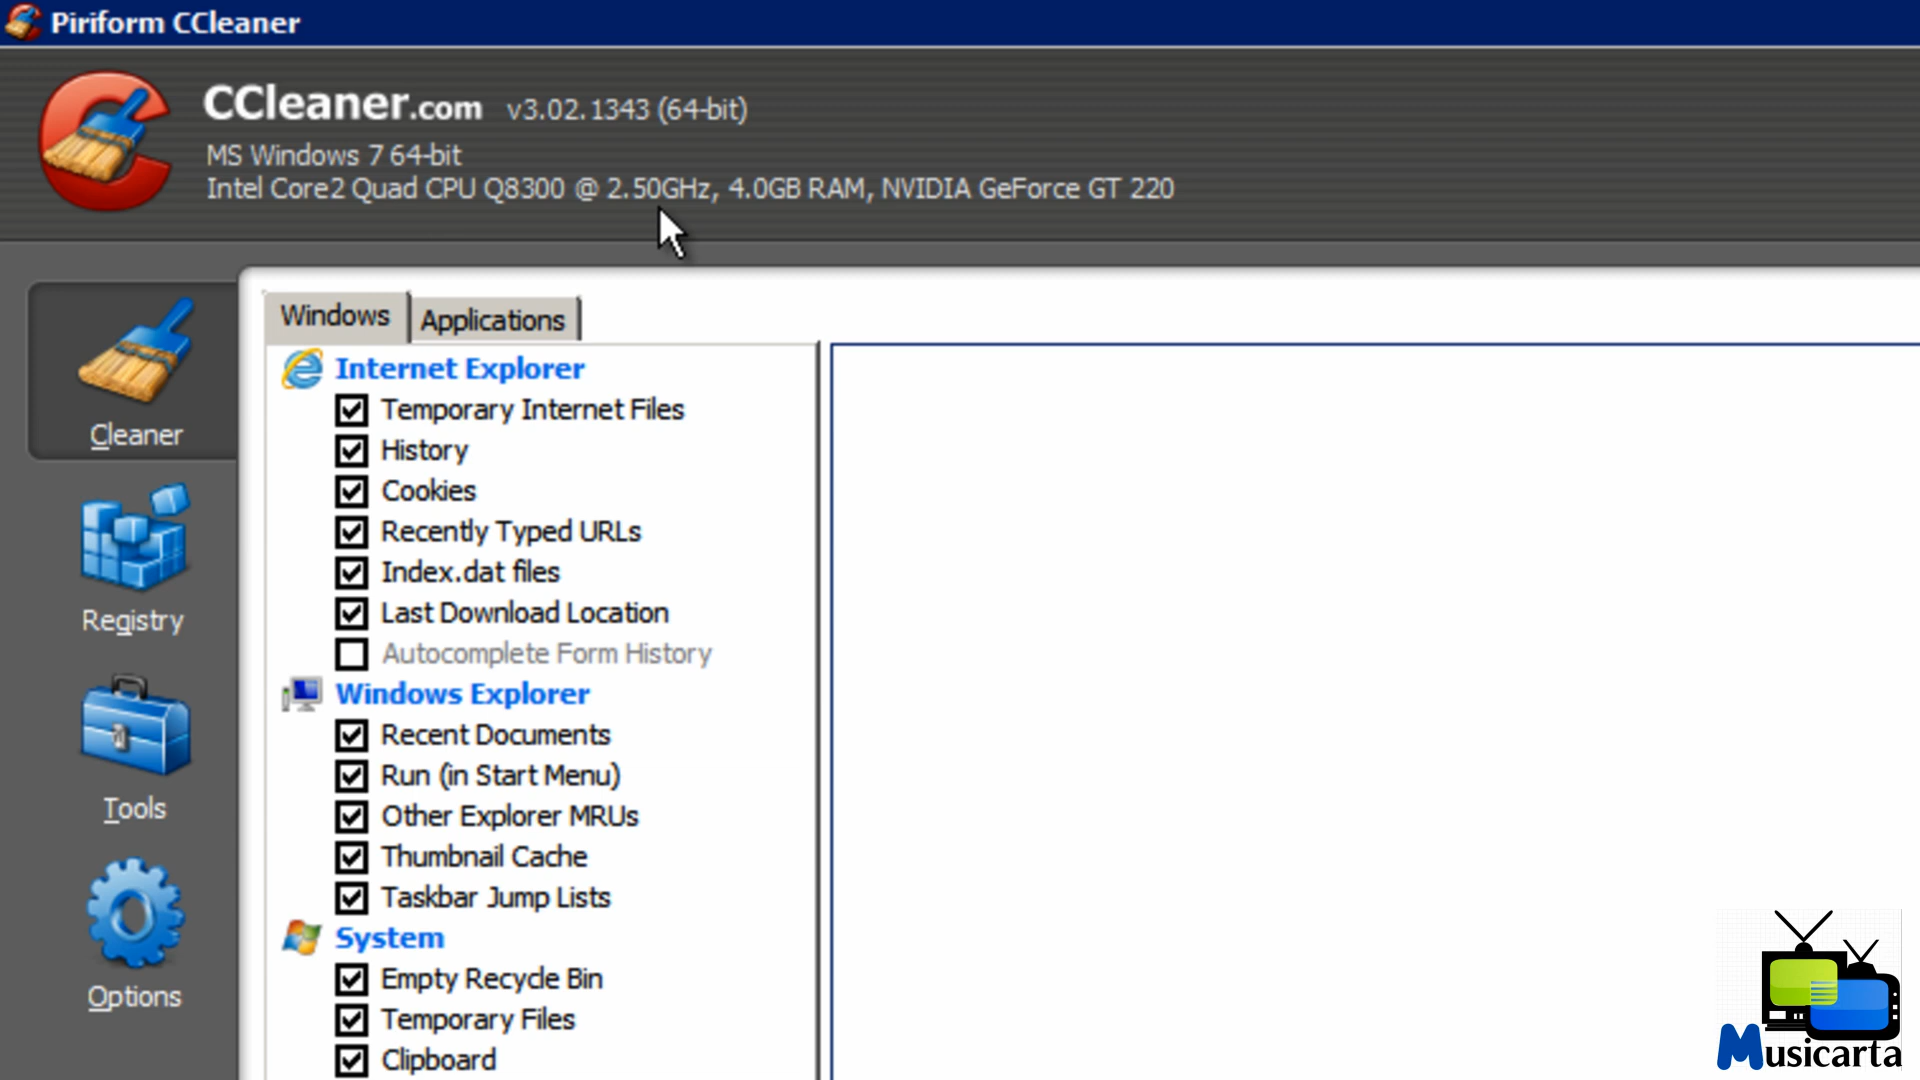 Piriform CCleaner
CCleaner.com v3.02.1343 (64-bit)
MS Windows 7 64-bit
Intel Core2 Quad CPU Q8300 @ 2.50GHz, 4.0GB RAM, NVIDIA GeForce GT 220
Cleaner
Registry
Tools
Options
Windows
Applications
Internet Explorer
Temporary Internet Files
History
Cookies
Recently Typed URLs
Index.dat files
Last Download Location
Autocomplete Form History
Windows Explorer
Recent Documents
Run (in Start Menu)
Other Explorer MRUs
Thumbnail Cache
Taskbar Jump Lists
System
Empty Recycle Bin
Temporary Files
Clipboard
Musicarta